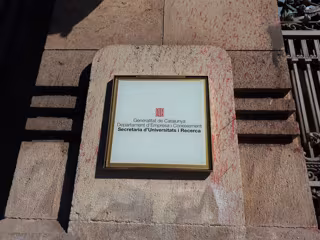 Generalitat de Catalunya
Departament d'Empresa i Coneixement
Secretaria d'Universitats i Recerca